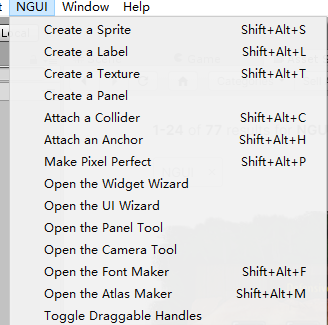 NGUI Window Help
Local
Create a Sprite Shift+Alt+S
Create a Label Shift+Alt+L
Create a Texture Shift+Alt+T
Create a Panel
Attach a Collider Shift+Alt+C
Attach an Anchor Shift+Alt+H
Make Pixel Perfect Shift+Alt+P
Open the Widget Wizard
Open the UI Wizard
Open the Panel Tool
Open the Camera Tool
Open the Font Maker Shift+Alt+F
Open the Atlas Maker Shift+Alt+M
Toggle Draggable Handles